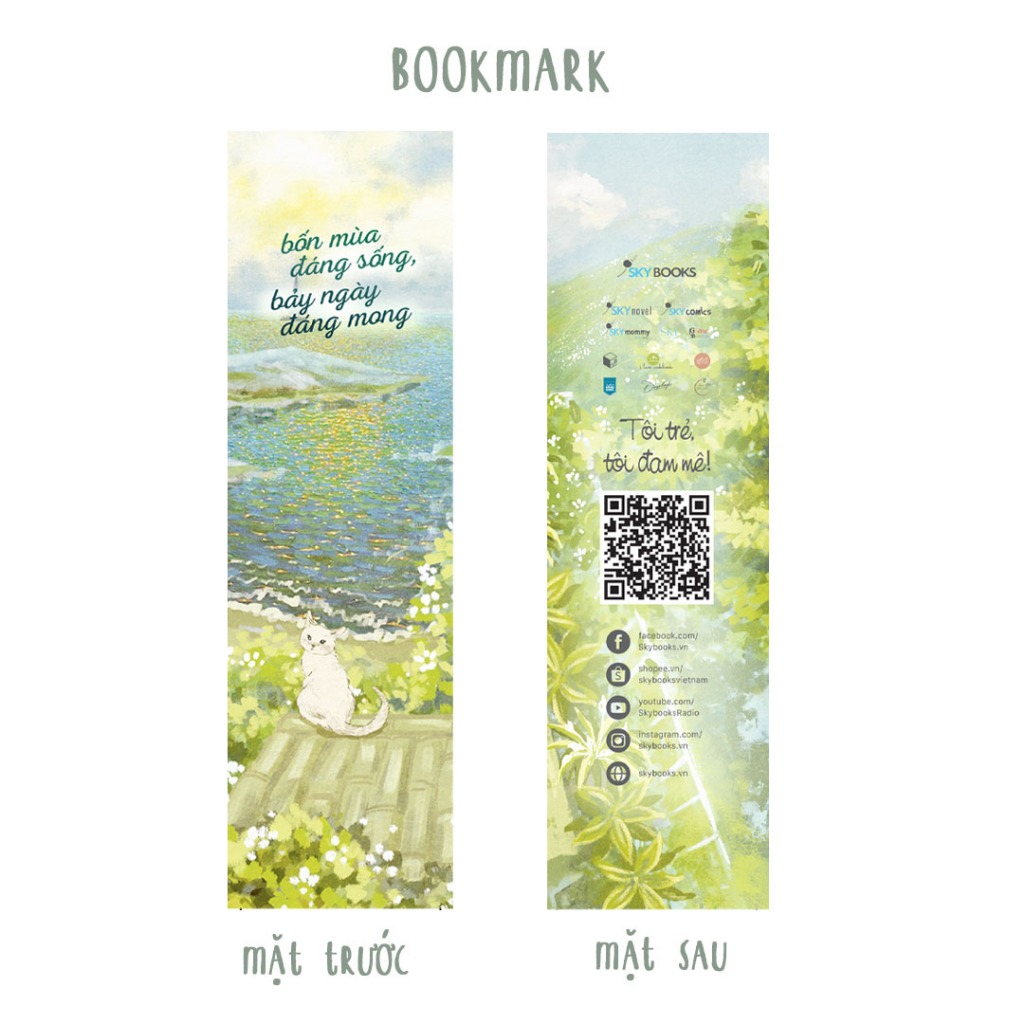 BOOKMARK
bốn mùa
đáng sống,
bảy ngày
đáng mong
SKYBOOKS
SKYnovel SKYcomics
SKYmommy
Tôi trẻ,
tôi đam mê!
facebook.com/
Skybooks.vn
shopee.vn/
skybooksvietnam
youtube.com/
SkybooksRadio
instagram.com/
skybooks.vn
skybooks.vn
mặt trước
mặt sau